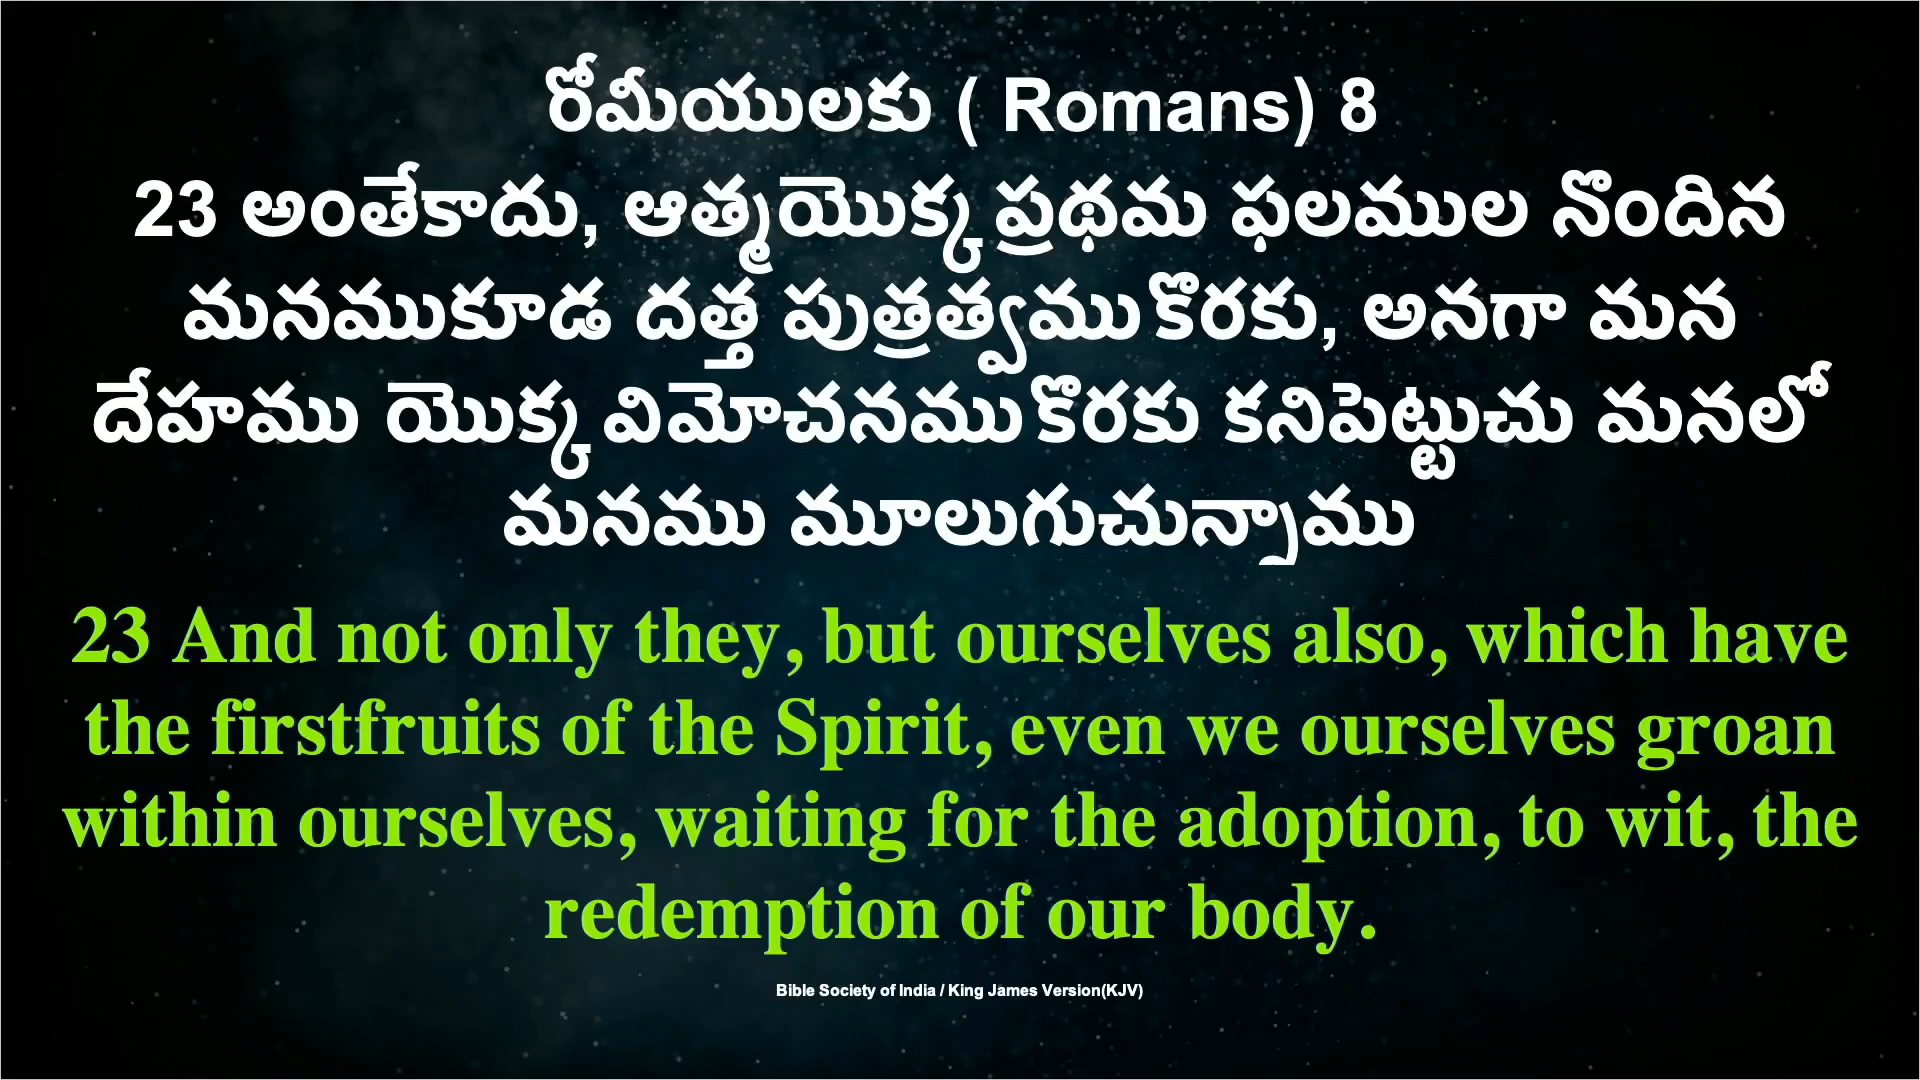 రోమీయులకు ( Romans) 8
23 అంతేకాదు, ఆత్మయొక్క ప్రథమ ఫలముల నొందిన
మనముకూడ దత్త పుత్రత్వముకొరకు, అనగా మన
దేహము యొక్క విమోచనముకొరకు కనిపెట్టుచు మనలో
మనము మూలుగుచున్నాము
23 And not only they, but ourselves also, which have
the firstfruits of the Spirit, even we ourselves groan
within ourselves, waiting for the adoption, to wit, the
redemption of our body.
Bible Society of India / King James Version(KJV)